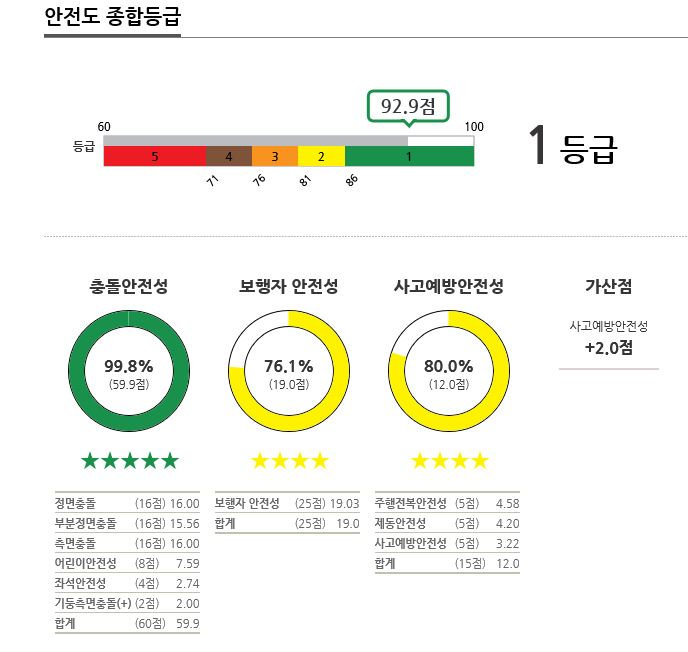 안전도 종합등급
92.9점
60 100
등급 5 4 3 2 1
71 76 81 86
1 등급
충돌안전성 보행자 안전성 사고예방안전성 가산점
99.8% 76.1% 80.0%
(59.9점) (19.0점) (12.0점)
사고예방안전성
+2.0점
★★★★★ ★★★★ ★★★★
정면충돌 (16점) 16.00
부분정면충돌 (16점) 15.56
측면충돌 (16점) 16.00
어린이안전성 (8점) 7.59
좌석안전성 (4점) 2.74
기둥측면충돌(+) (2점) 2.00
합계 (60점) 59.9
보행자 안전성 (25점) 19.03
합계 (25점) 19.0
주행전복안전성 (5점) 4.58
제동안전성 (5점) 4.20
사고예방안전성 (5점) 3.22
합계 (15점) 12.0